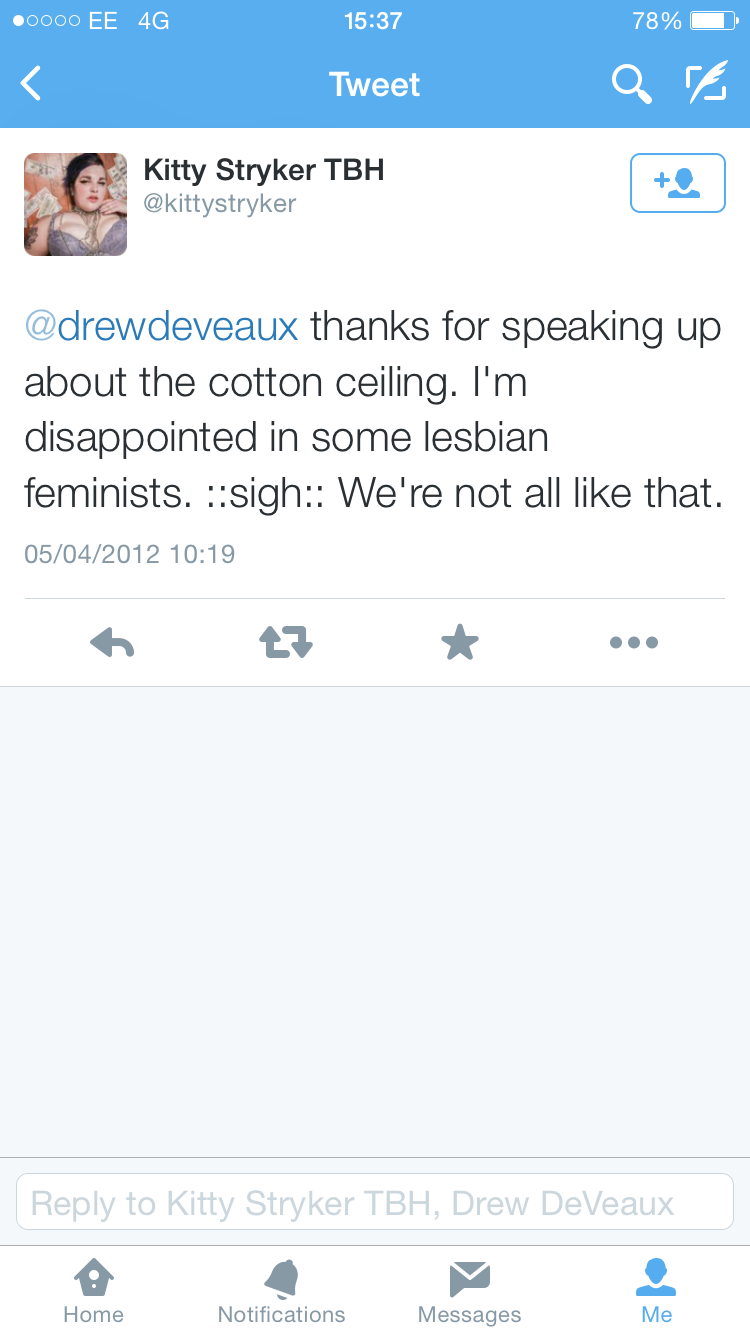 EE 4G 15:37 78%
Tweet
Kitty Stryker TBH
@kittystryker
@drewdeveaux thanks for speaking up
about the cotton ceiling. I'm
disappointed in some lesbian
feminists. ::sigh:: We're not all like that.
05/04/2012 10:19
Reply to Kitty Stryker TBH, Drew DeVeaux
Home Notifications Messages Me